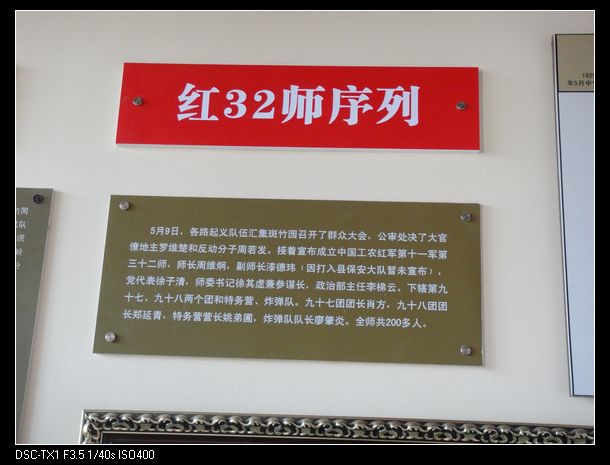 红32师序列
5月9日，各路起义队伍汇集斑竹园召开了群众大会，公审处决了大官
僚地主罗维楚和反动分子周若发。接着宣布成立中国工农红军第十一军第
三十二师，师长周维炯，副师长漆德玮（因打入县保安大队暂未宣布），
党代表徐子清，师委书记徐其虚兼参谋长，政治部主任李梯云。下辖第九
十七、九十八两个团和特务营、炸弹队。九十七团团长肖方，九十八团团
长郑延青，特务营营长姚弟圃，炸弹队队长廖肇炎。全师共200多人。
192
年5月中
DSC-TX1 F3.5 1/40s ISO400